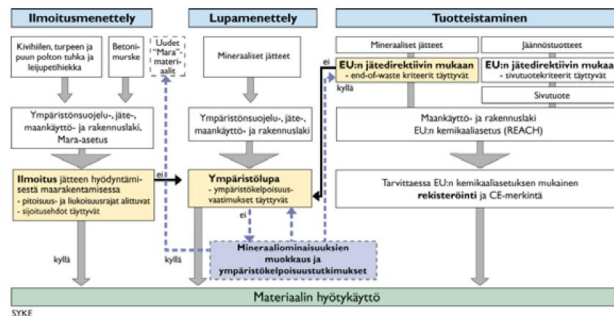 Ilmoitusmenettely
Lupamenettely
Tuotteistaminen
Kivihiilen, turpeen ja
puun polton tuhka ja
leijupetihiekka
Betoni-
murske
Uudet
"Mara"-
mate-
riaalit
Mineraaliset jätteet
ei
Mineraaliset jätteet
Jäännöstuotteet
EU:n jätedirektiivin mukaan
- end-of-waste kriteerit täyttyvät
EU:n jätedirektiivin mukaan
- sivutuotekriteerit täyttyvät
kyllä
Sivutuote
Ympäristönsuojelu-, jäte-,
maankäyttö- ja rakennuslaki,
Mara-asetus
Ympäristönsuojelu-, jäte-,
maankäyttö- ja rakennuslaki
Maankäyttö- ja rakennuslaki
EU:n kemikaaliasetus (REACH)
Ilmoitus jätteen hyödyntämi-
sestä maarakentamisessa
- pitoisuus- ja liukoisuusrajat alittuvat
- sijoitusehdot täyttyvät
ei
Ympäristölupa
- ympäristökelpoisuus-
vaatimukset täyttyvät
ei
Tarvittaessa EU:n kemikaaliasetuksen mukainen
rekisteröinti ja CE-merkintä
Mineraaliominaisuuksien
muokkaus ja
ympäristökelpoisuustutkimukset
kyllä
kyllä
Materiaalin hyötykäyttö
SYKE